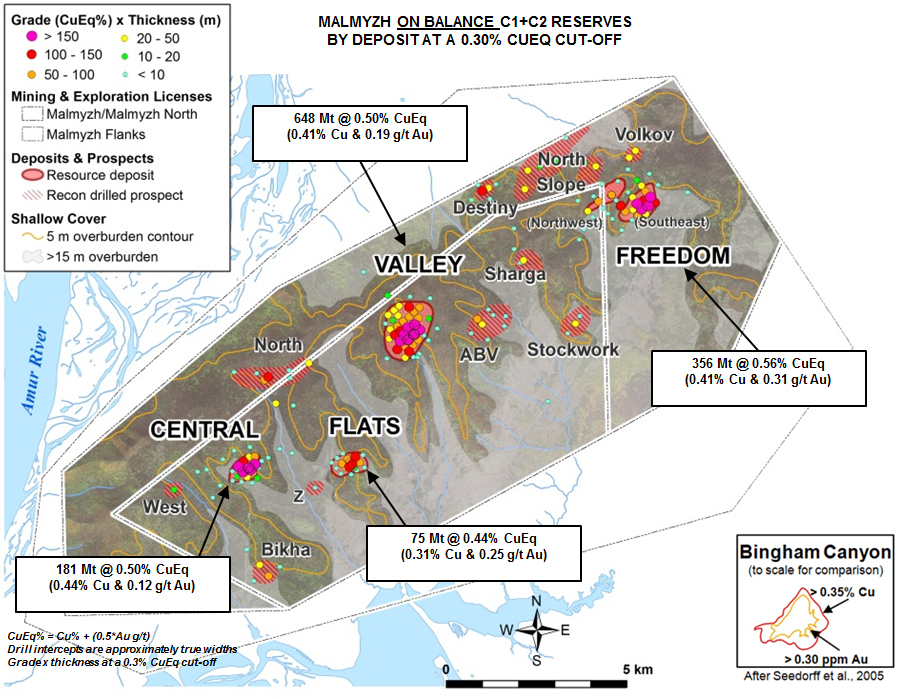 MALMYZH ON BALANCE C1+C2 RESERVES
BY DEPOSIT AT A 0.30% CUEQ CUT-OFF
Grade (CuEq%) x Thickness (m)
> 150
20 - 50
100 - 150
10 - 20
50 - 100
< 10
Mining & Exploration Licenses
Malmyzh/Malmyzh North
Malmyzh Flanks
Deposits & Prospects
Resource deposit
Recon drilled prospect
Shallow Cover
5 m overburden contour
>15 m overburden
648 Mt @ 0.50% CuEq
(0.41% Cu & 0.19 g/t Au)
Volkov
North
Slope
Destiny
(Northwest)
(Southeast)
VALLEY
Sharga
FREEDOM
Amur River
North
ABV
Stockwork
356 Mt @ 0.56% CuEq
(0.41% Cu & 0.31 g/t Au)
CENTRAL
FLATS
West
Z
Bikha
75 Mt @ 0.44% CuEq
(0.31% Cu & 0.25 g/t Au)
181 Mt @ 0.50% CuEq
(0.44% Cu & 0.12 g/t Au)
Bingham Canyon
(to scale for comparison)
> 0.35% Cu
> 0.30 ppm Au
After Seedorff et al., 2005
N
W
E
S
CuEq% = Cu% + (0.5*Au g/t)
Drill intercepts are approximately true widths
Grade x thickness at a 0.3% CuEq cut-off
0
5 km